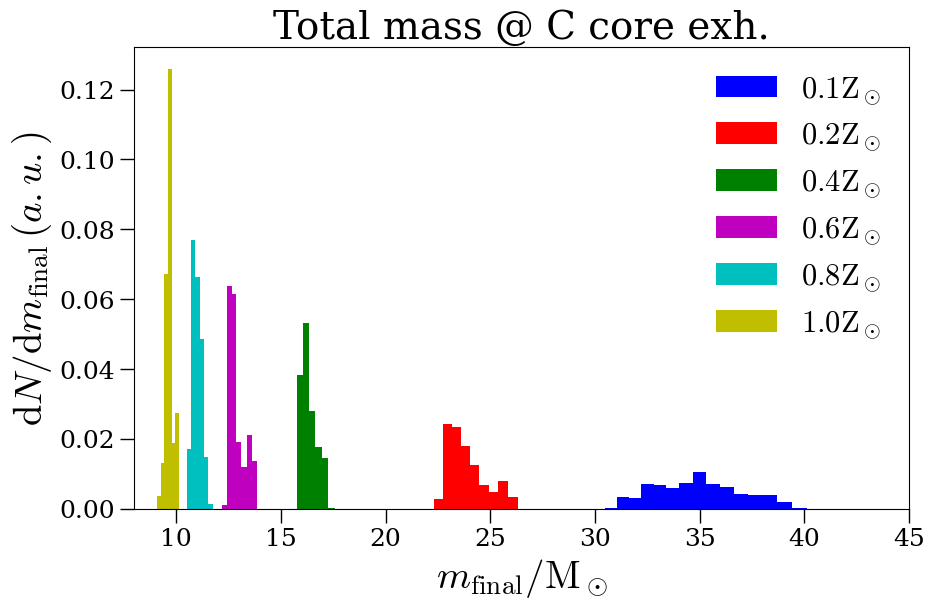 Total mass @ C core exh.
dN/dm_final (a. u. )
0.12
0.10
0.08
0.06
0.04
0.02
0.00
0.1Z⊙
0.2Z⊙
0.4Z⊙
0.6Z⊙
0.8Z⊙
1.0Z⊙
10 15 20 25 30 35 40 45
m_final/M⊙